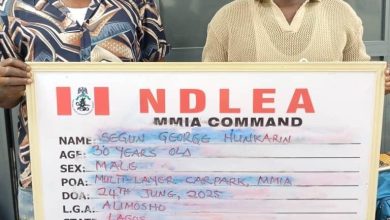 NDLEA
MMIA COMMAND
NAME: SEGUN GEORGE HUNKARIN
AGE: 30 YEARS OLD
SEX: MALE
POA: MULTI-LAYER CARPARK, MMIA
DOA: 24TH JUNE, 2025
L.G.A: ALIMOSHO
STATE: LAGOS